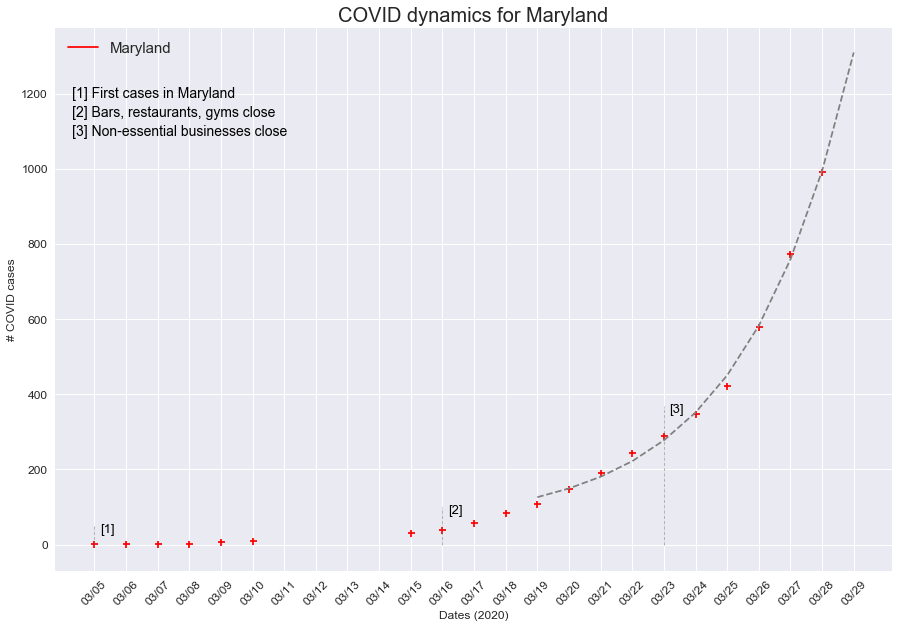 COVID dynamics for Maryland
Maryland
[1] First cases in Maryland
[2] Bars, restaurants, gyms close
[3] Non-essential businesses close
1200
1000
800
600
400
200
0
# COVID cases
[1]
[2]
[3]
03/05 03/06 03/07 03/08 03/09 03/10 03/11 03/12 03/13 03/14 03/15 03/16 03/17 03/18 03/19 03/20 03/21 03/22 03/23 03/24 03/25 03/26 03/27 03/28 03/29
Dates (2020)